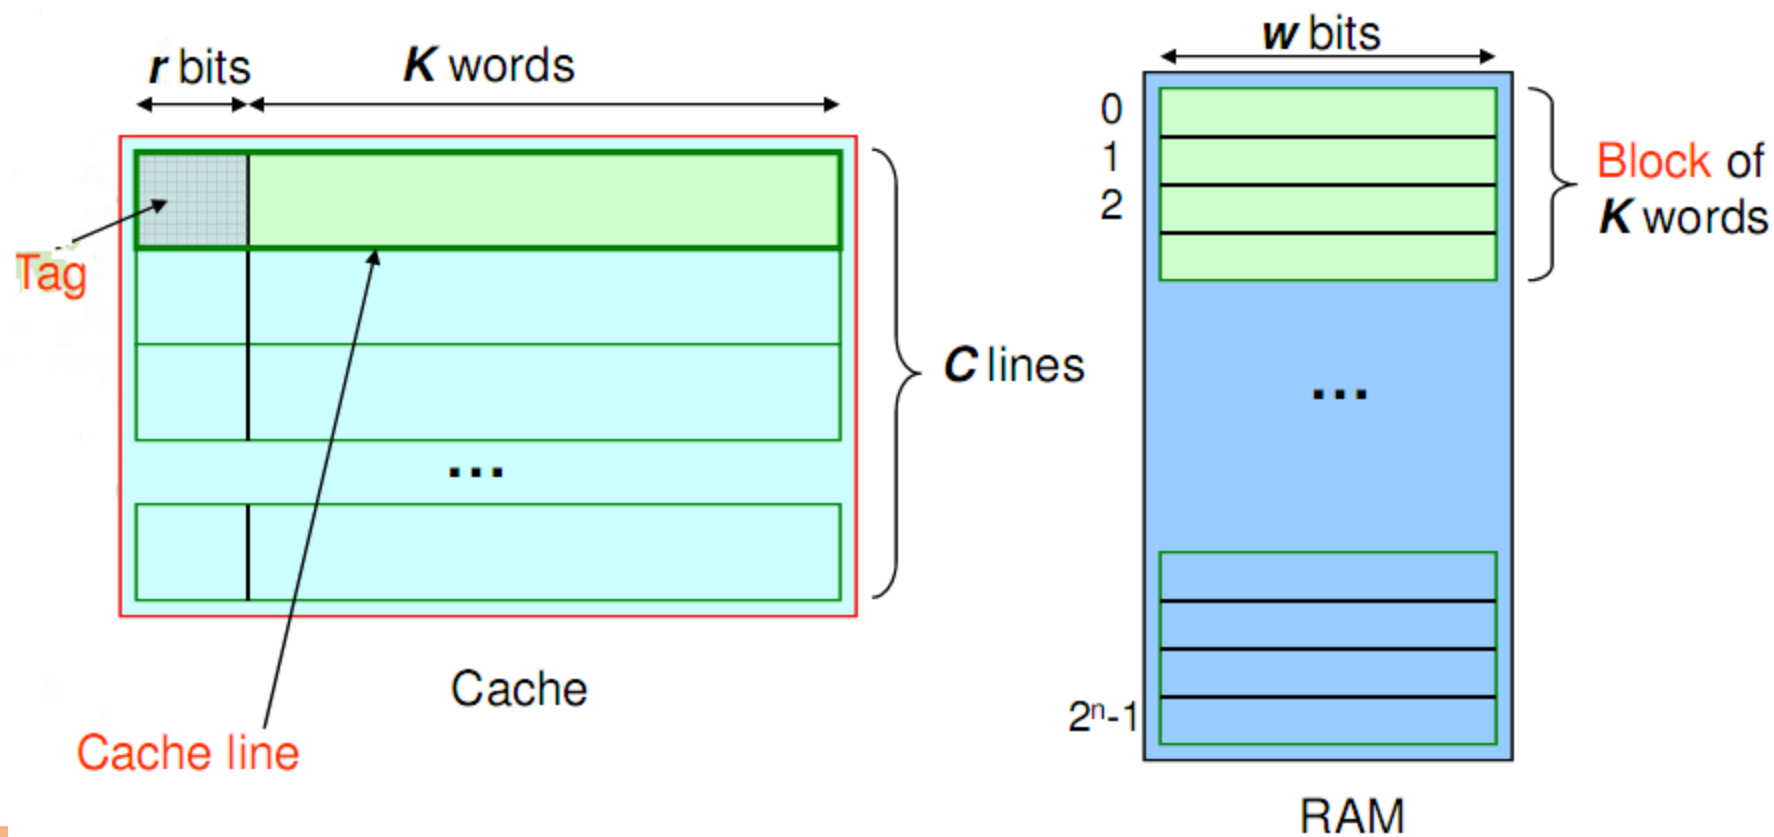 r bits
K words
Tag
...
C lines
Cache
Cache line
w bits
0
1
2
Block of
K words
...
2ⁿ-1
RAM